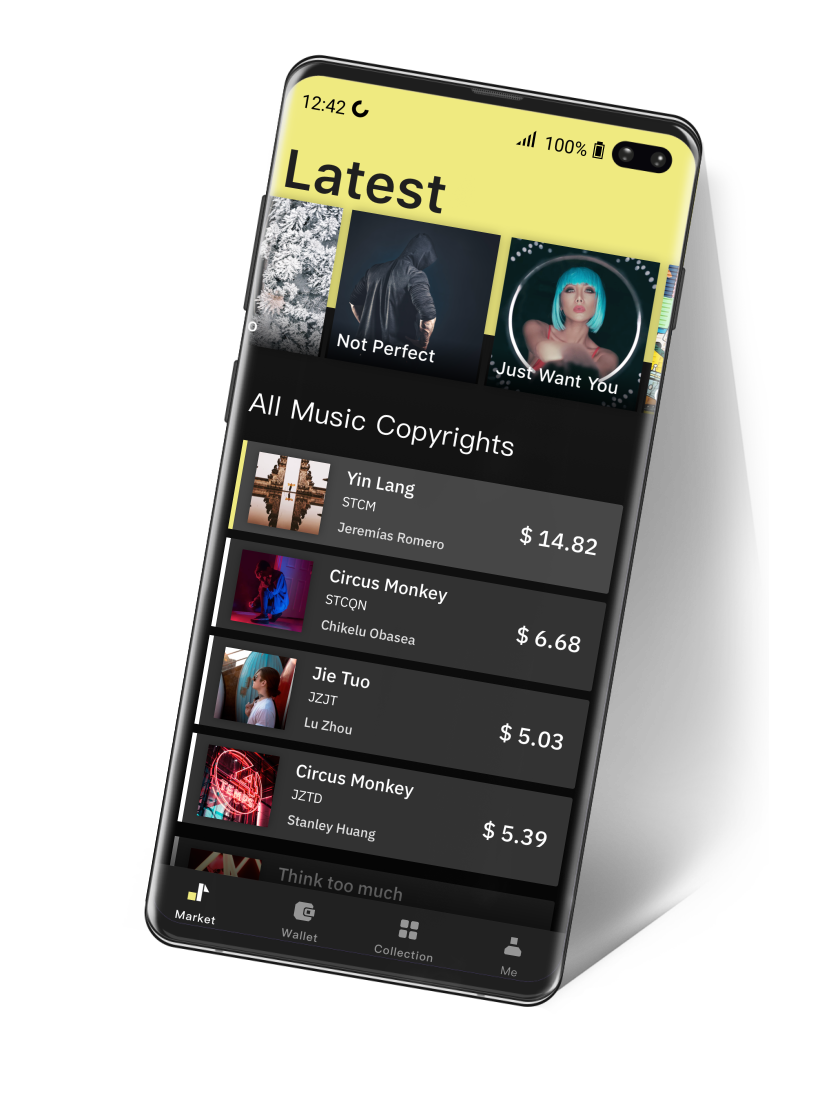 12:42
100%
Latest
o
Not Perfect
Just Want You
All Music Copyrights
Yin Lang
STCM
Jeremías Romero
$ 14.82
Circus Monkey
STCQN
Chikelu Obasea
$ 6.68
Jie Tuo
JZJT
Lu Zhou
$ 5.03
Circus Monkey
JZTD
Stanley Huang
$ 5.39
Think too much
Market
Wallet
Collection
Me